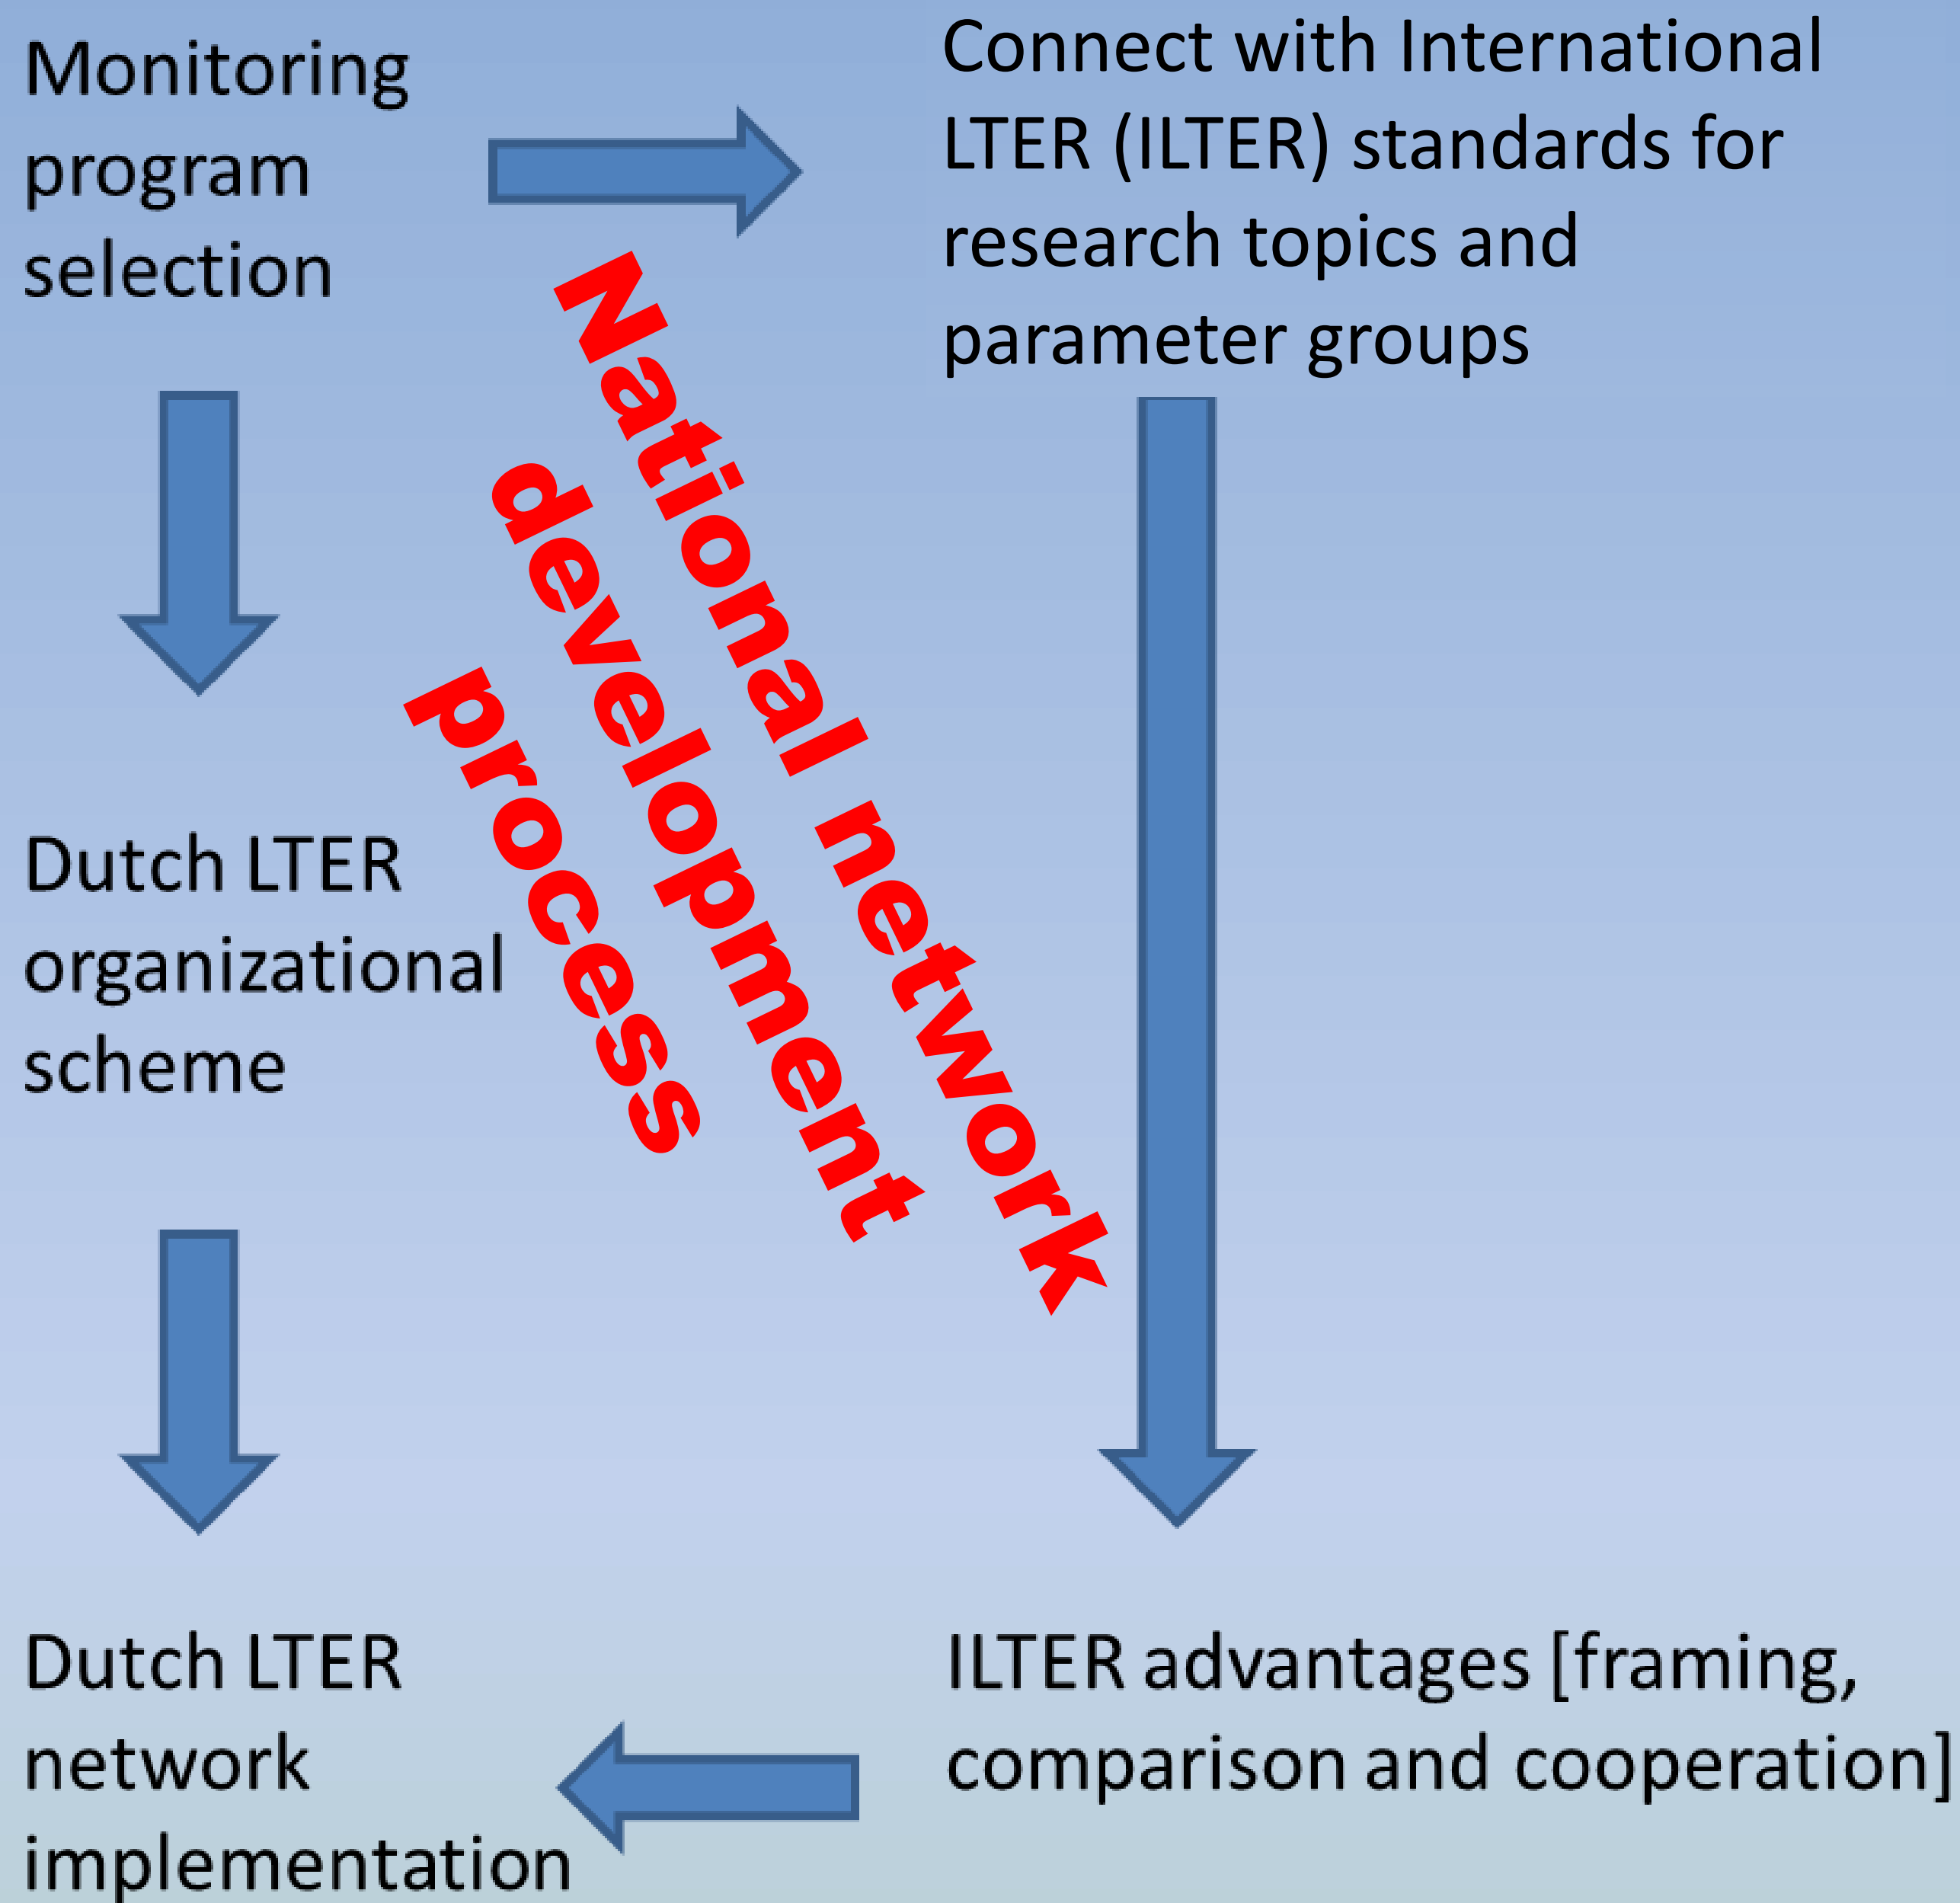 Monitoring
program
selection
Connect with International
LTER (ILTER) standards for
research topics and
parameter groups
National network
development
process
Dutch LTER
organizational
scheme
Dutch LTER
network
implementation
ILTER advantages [framing,
comparison and cooperation]